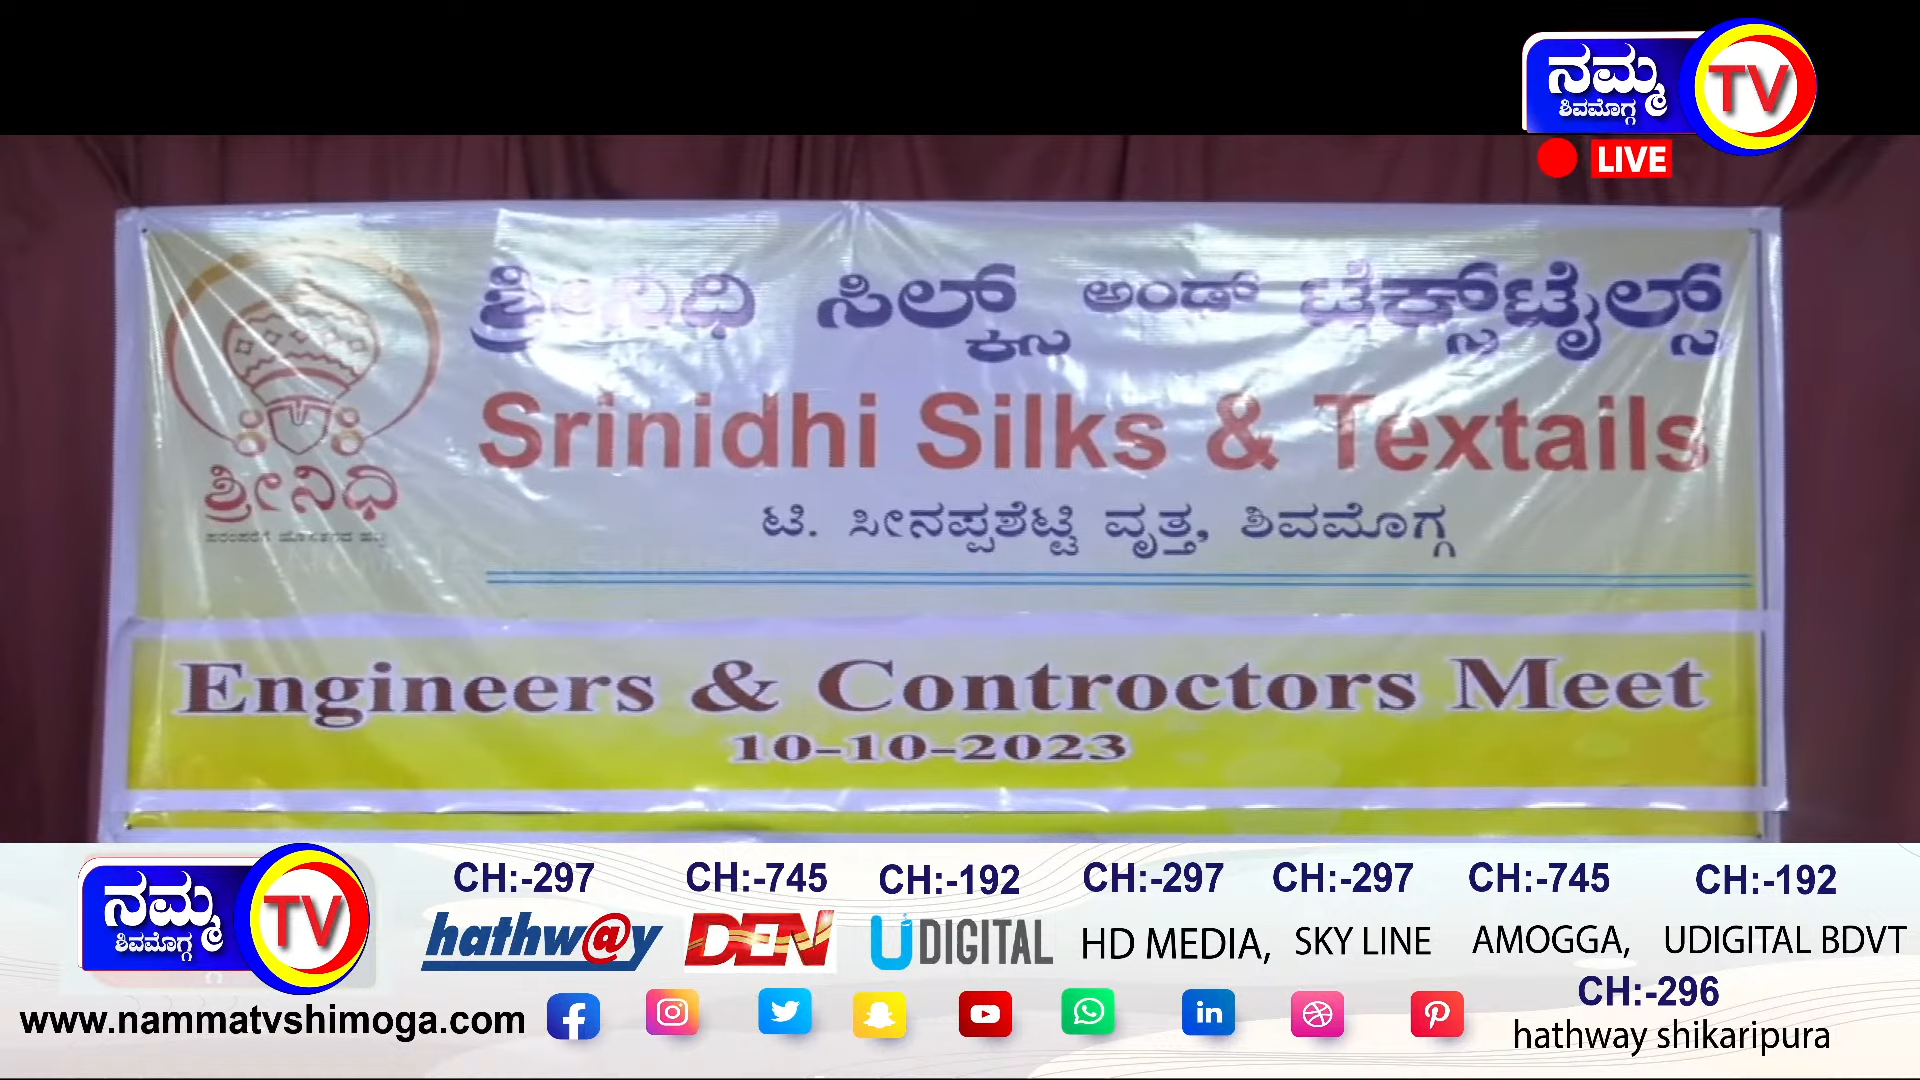 ನಮ್ಮ TV
ಶಿವಮೊಗ್ಗ
LIVE
ಶ್ರೀನಿಧಿ ಸಿಲ್ಕ್ಸ್ ಅಂಡ್ ಟೆಕ್ಸ್‌ಟೈಲ್ಸ್
Srinidhi Silks & Textails
ಶ್ರೀನಿಧಿ
ಟಿ. ಸೀನಪ್ಪಶೆಟ್ಟಿ ವೃತ್ತ, ಶಿವಮೊಗ್ಗ
Engineers & Controctors Meet
10-10-2023
ನಮ್ಮ TV
ಶಿವಮೊಗ್ಗ
CH:-297 CH:-745 CH:-192 CH:-297 CH:-297 CH:-745 CH:-192
hathw@y DEN UDIGITAL HD MEDIA, SKY LINE AMOGGA, UDIGITAL BDVT
CH:-296
www.nammatvshimoga.com
hathway shikaripura